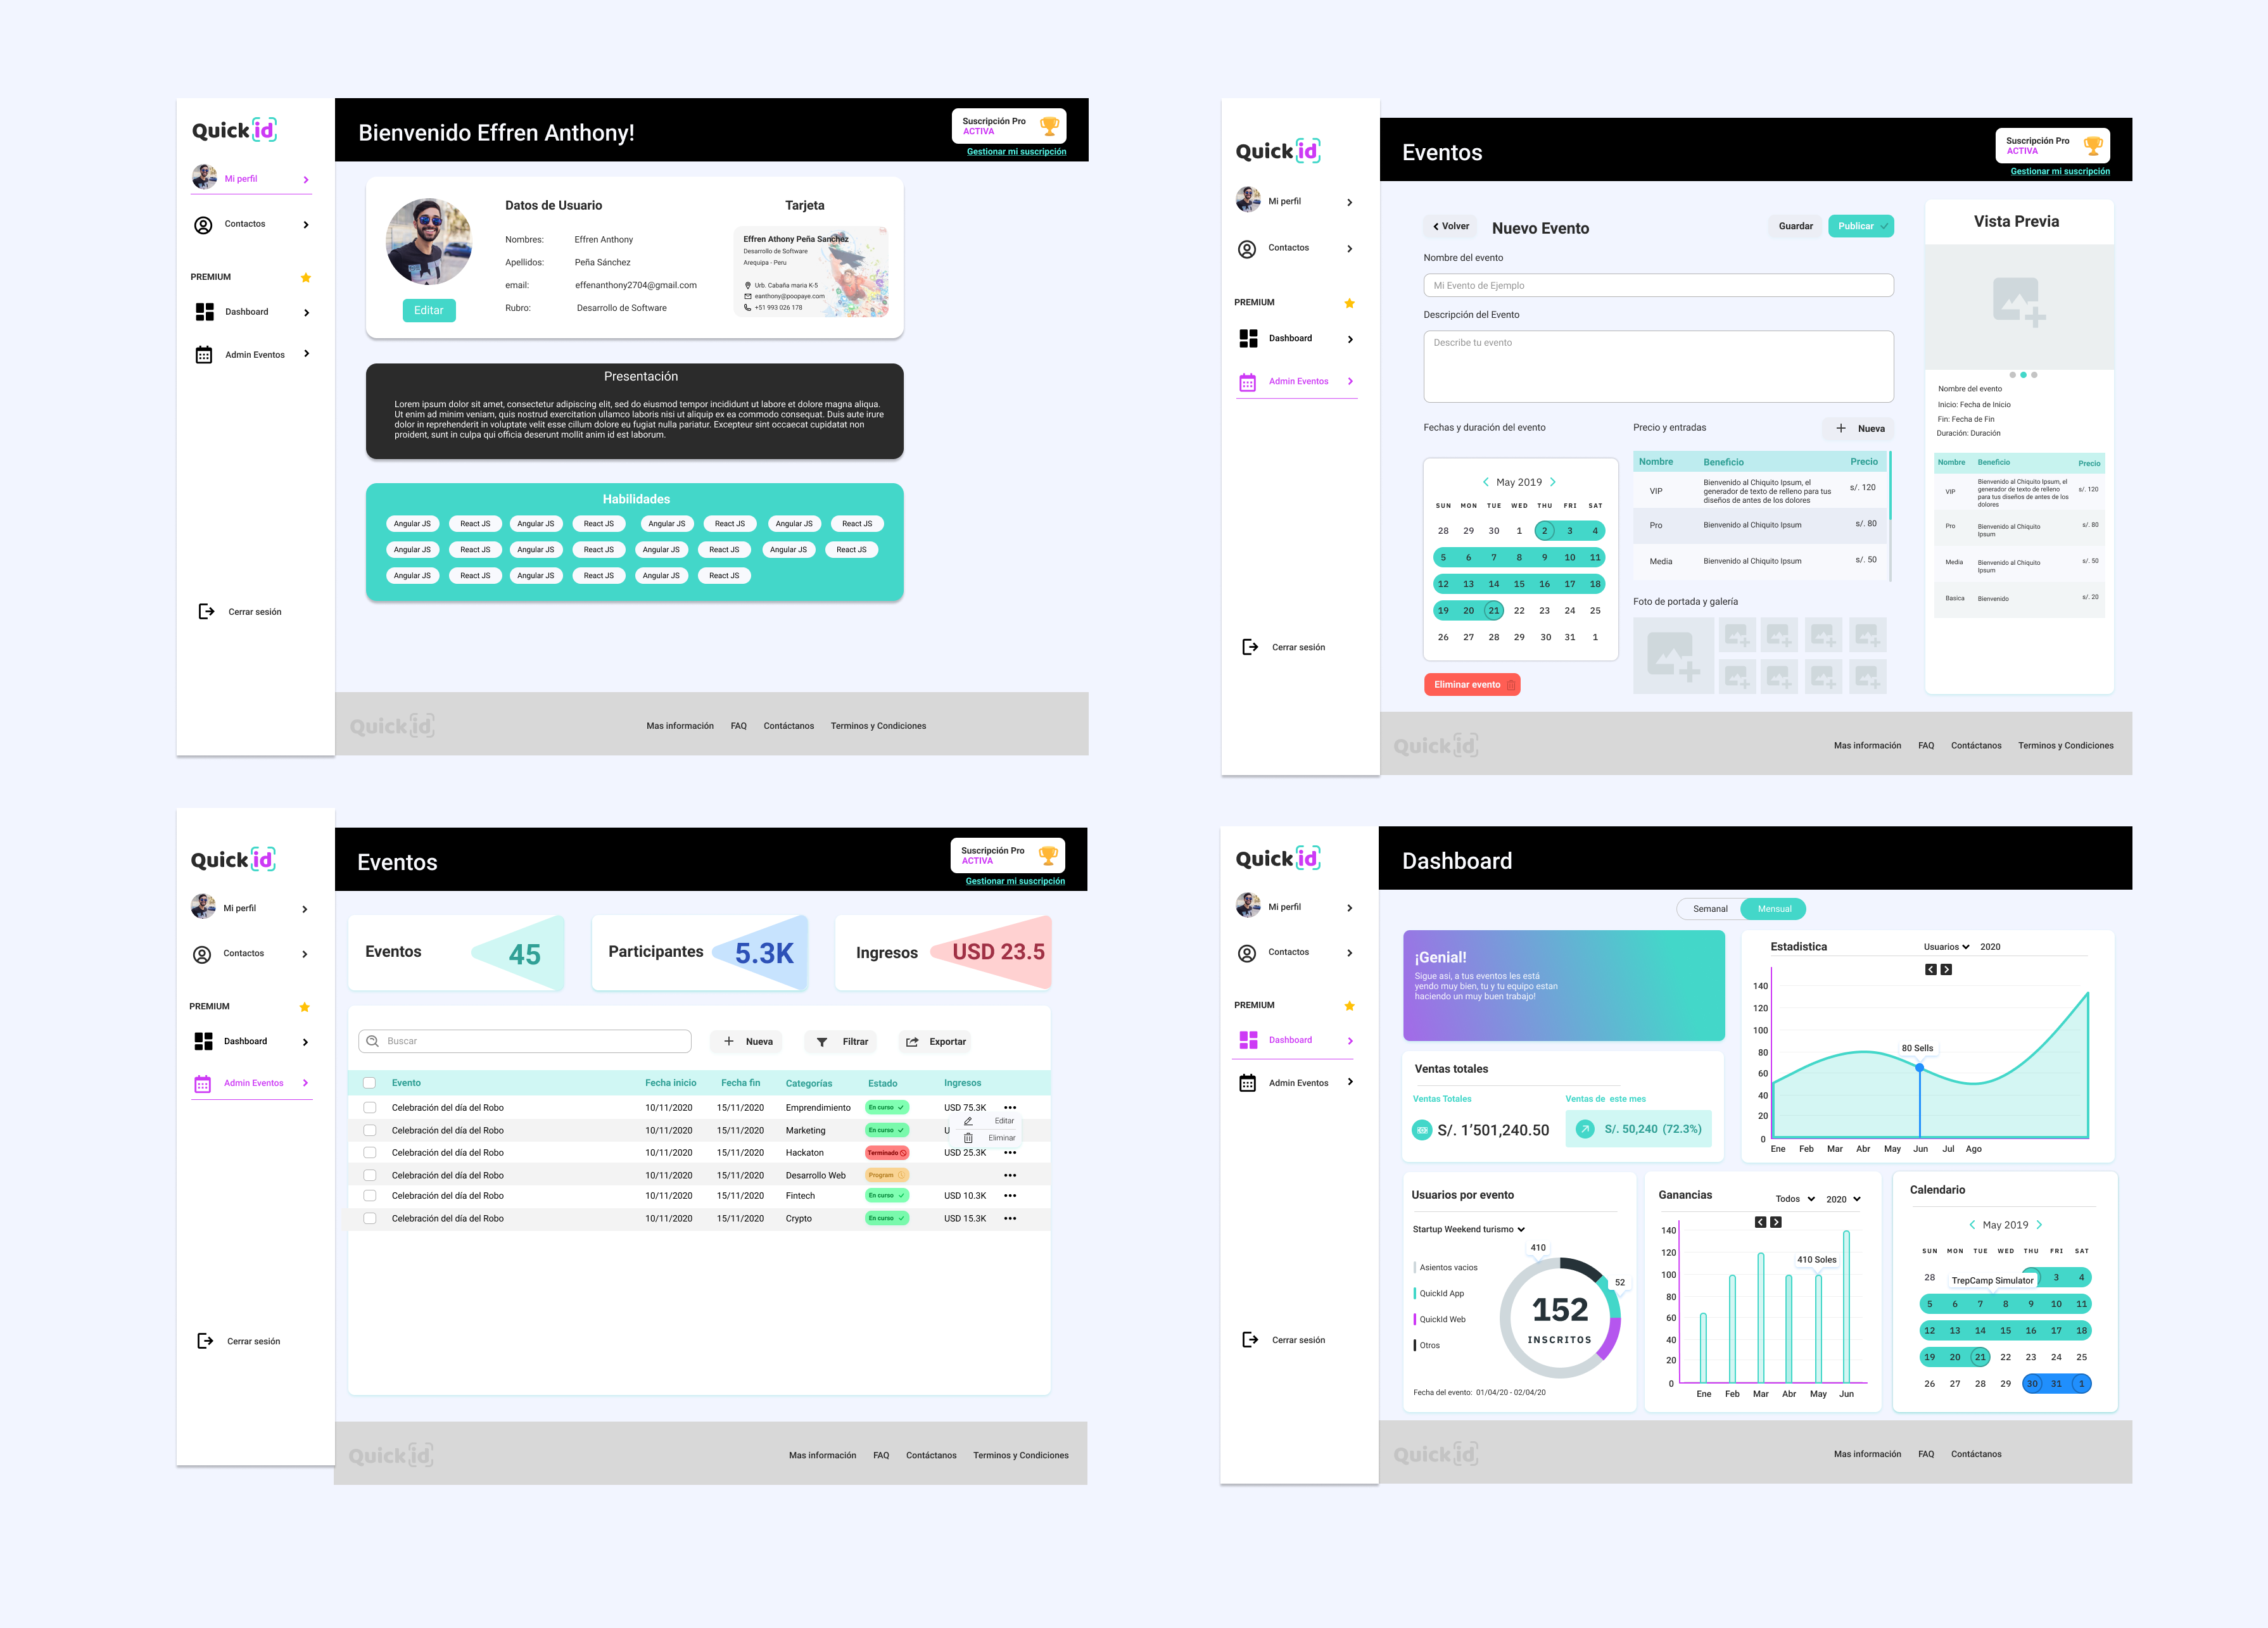 Quick id
Mi perfil
Contactos
PREMIUM
Dashboard
Admin Eventos
Cerrar sesión
Bienvenido Effren Anthony!
Suscripción Pro
ACTIVA
Gestionar mi suscripción
Datos de Usuario
Nombres: Effren Anthony
Apellidos: Peña Sánchez
email: effenanthony2704@gmail.com
Rubro: Desarrollo de Software
Editar
Tarjeta
Effren Athony Peña Sanchez
Desarrollo de Software
Arequipa - Peru
Urb. Cabaña maria K-5
eanthony@poopaye.com
+51 993 026 178
Presentación
Lorem ipsum dolor sit amet, consectetur adipiscing elit, sed do eiusmod tempor incididunt ut labore et dolore magna aliqua.
Ut enim ad minim veniam, quis nostrud exercitation ullamco laboris nisi ut aliquip ex ea commodo consequat. Duis aute irure
dolor in reprehenderit in voluptate velit esse cillum dolore eu fugiat nulla pariatur. Excepteur sint occaecat cupidatat non
proident, sunt in culpa qui officia deserunt mollit anim id est laborum.
Habilidades
Angular JS React JS Angular JS React JS Angular JS React JS Angular JS React JS
Angular JS React JS Angular JS React JS Angular JS React JS Angular JS React JS
Angular JS React JS Angular JS React JS Angular JS React JS
Quick id
Mas información FAQ Contáctanos Terminos y Condiciones
Quick id
Mi perfil
Contactos
PREMIUM
Dashboard
Admin Eventos
Cerrar sesión
Eventos
Suscripción Pro
ACTIVA
Gestionar mi suscripción
Volver
Nuevo Evento
Guardar
Publicar
Nombre del evento
Mi Evento de Ejemplo
Descripción del Evento
Describe tu evento
Fechas y duración del evento
May 2019
SUN MON TUE WED THU FRI SAT
28 29 30 1 2 3 4
5 6 7 8 9 10 11
12 13 14 15 16 17 18
19 20 21 22 23 24 25
26 27 28 29 30 31 1
Eliminar evento
Precio y entradas
Nueva
Nombre Beneficio Precio
VIP Bienvenido al Chiquito Ipsum, el
generador de texto de relleno para tus
diseños de antes de los dolores
s/. 120
Pro Bienvenido al Chiquito Ipsum s/. 80
Media Bienvenido al Chiquito Ipsum s/. 50
Foto de portada y galería
Vista Previa
Nombre del evento
Inicio: Fecha de Inicio
Fin: Fecha de Fin
Duración: Duración
Nombre Beneficio Precio
VIP Bienvenido al Chiquito Ipsum, el
generador de texto de relleno
para tus diseños de antes de los
dolores
s/. 120
Pro Bienvenido al Chiquito
Ipsum
s/. 80
Media Bienvenido al Chiquito
Ipsum
s/. 50
Basica Bienvenido s/. 20
Quick id
Mas información FAQ Contáctanos Terminos y Condiciones
Quick id
Mi perfil
Contactos
PREMIUM
Dashboard
Admin Eventos
Cerrar sesión
Eventos
Suscripción Pro
ACTIVA
Gestionar mi suscripción
Eventos 45
Participantes 5.3K
Ingresos USD 23.5
Buscar
Nueva
Filtrar
Exportar
Evento Fecha inicio Fecha fin Categorías Estado Ingresos
Celebración del día del Robo 10/11/2020 15/11/2020 Emprendimiento En curso USD 75.3K
Celebración del día del Robo 10/11/2020 15/11/2020 Marketing En curso U
Celebración del día del Robo 10/11/2020 15/11/2020 Hackaton Terminado USD 25.3K
Celebración del día del Robo 10/11/2020 15/11/2020 Desarrollo Web Program
Celebración del día del Robo 10/11/2020 15/11/2020 Fintech En curso USD 10.3K
Celebración del día del Robo 10/11/2020 15/11/2020 Crypto En curso USD 15.3K
Editar
Eliminar
Quick id
Mas información FAQ Contáctanos Terminos y Condiciones
Quick id
Mi perfil
Contactos
PREMIUM
Dashboard
Admin Eventos
Cerrar sesión
Dashboard
Semanal Mensual
¡Genial!
Sigue asi, a tus eventos les está
yendo muy bien, tu y tu equipo estan
haciendo un muy buen trabajo!
Ventas totales
Ventas Totales
S/. 1'501,240.50
Ventas de este mes
S/. 50,240 (72.3%)
Estadistica
Usuarios 2020
140
120
100
80
60
40
20
0
80 Sells
Ene Feb Mar Abr May Jun Jul Ago
Usuarios por evento
Startup Weekend turismo
Asientos vacios
QuickId App
QuickId Web
Otros
410
52
152
INSCRITOS
Fecha del evento: 01/04/20 - 02/04/20
Ganancias
Todos 2020
140
120
100
80
60
40
20
0
410 Soles
Ene Feb Mar Abr May Jun
Calendario
May 2019
SUN MON TUE WED THU FRI SAT
28 3 4
TrepCamp Simulator
5 6 7 8 9 10 11
12 13 14 15 16 17 18
19 20 21 22 23 24 25
26 27 28 29 30 31 1
Quick id
Mas información FAQ Contáctanos